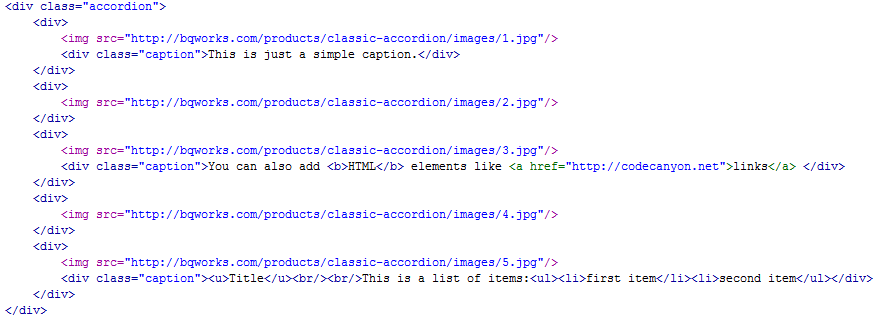 <div class="accordion">
    <div>
        <img src="http://bqworks.com/products/classic-accordion/images/1.jpg"/>
        <div class="caption">This is just a simple caption.</div>
    </div>
    <div>
        <img src="http://bqworks.com/products/classic-accordion/images/2.jpg"/>
    </div>
    <div>
        <img src="http://bqworks.com/products/classic-accordion/images/3.jpg"/>
        <div class="caption">You can also add <b>HTML</b> elements like <a href="http://codecanyon.net">links</a> </div>
    </div>
    <div>
        <img src="http://bqworks.com/products/classic-accordion/images/4.jpg"/>
    </div>
    <div>
        <img src="http://bqworks.com/products/classic-accordion/images/5.jpg"/>
        <div class="caption"><u>Title</u><br/><br/>This is a list of items:<ul><li>first item</li><li>second item</ul></div>
    </div>
</div>